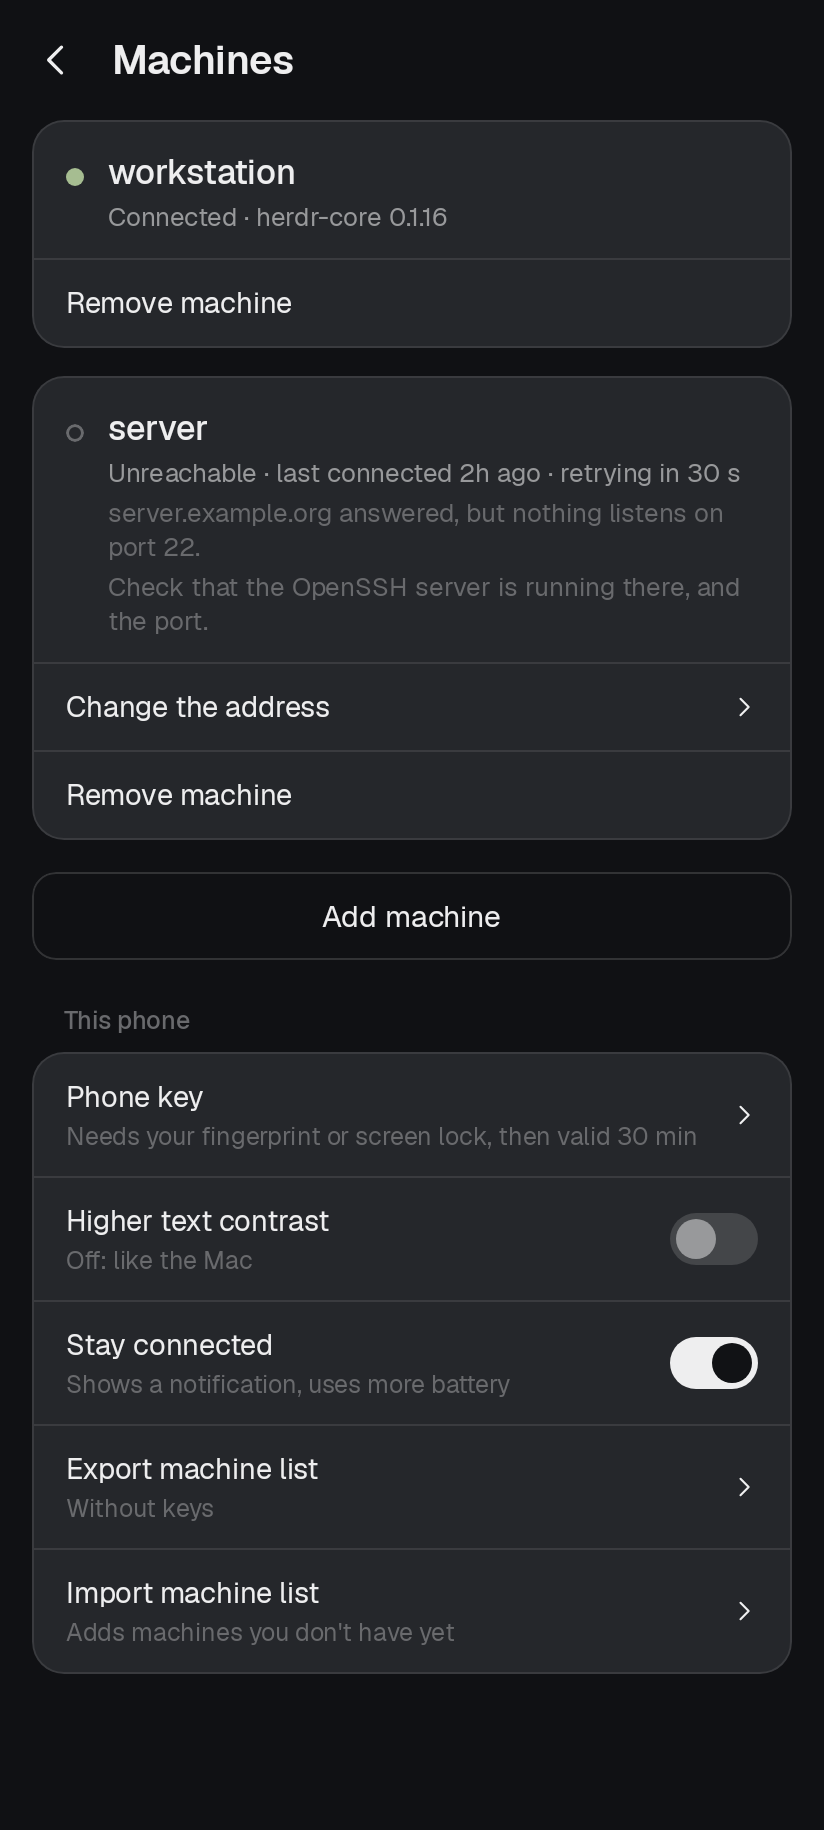 Machines
workstation
Connected · herdr-core 0.1.16
Remove machine
server
Unreachable · last connected 2h ago · retrying in 30 s
server.example.org answered, but nothing listens on
port 22.
Check that the OpenSSH server is running there, and
the port.
Change the address
Remove machine
Add machine
This phone
Phone key
Needs your fingerprint or screen lock, then valid 30 min
Higher text contrast
Off: like the Mac
Stay connected
Shows a notification, uses more battery
Export machine list
Without keys
Import machine list
Adds machines you don't have yet